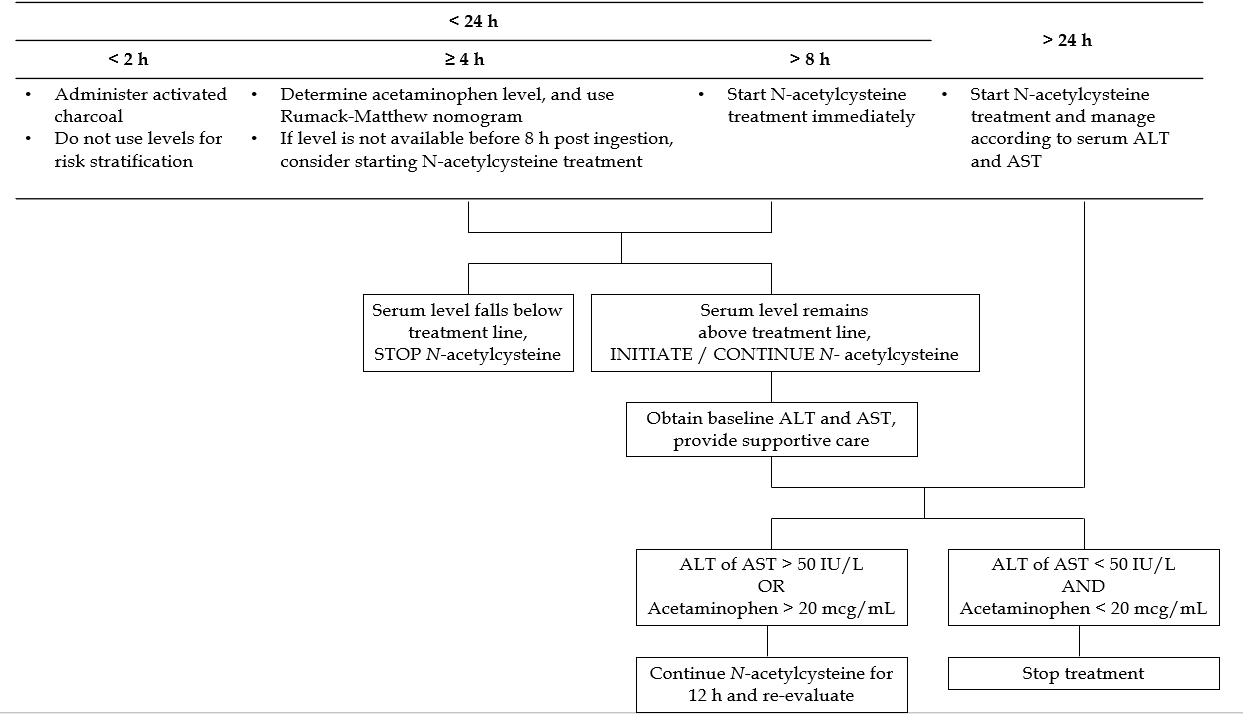 < 24 h
> 24 h
< 2 h
≥ 4 h
> 8 h
• Administer activated
charcoal
• Do not use levels for
risk stratification
• Determine acetaminophen level, and use
Rumack-Matthew nomogram
• If level is not available before 8 h post ingestion,
consider starting N-acetylcysteine treatment
• Start N-acetylcysteine
treatment immediately
• Start N-acetylcysteine
treatment and manage
according to serum ALT
and AST
Serum level falls below
treatment line,
STOP N-acetylcysteine
Serum level remains
above treatment line,
INITIATE / CONTINUE N- acetylcysteine
Obtain baseline ALT and AST,
provide supportive care
ALT of AST > 50 IU/L
OR
Acetaminophen > 20 mcg/mL
ALT of AST < 50 IU/L
AND
Acetaminophen < 20 mcg/mL
Continue N-acetylcysteine for
12 h and re-evaluate
Stop treatment